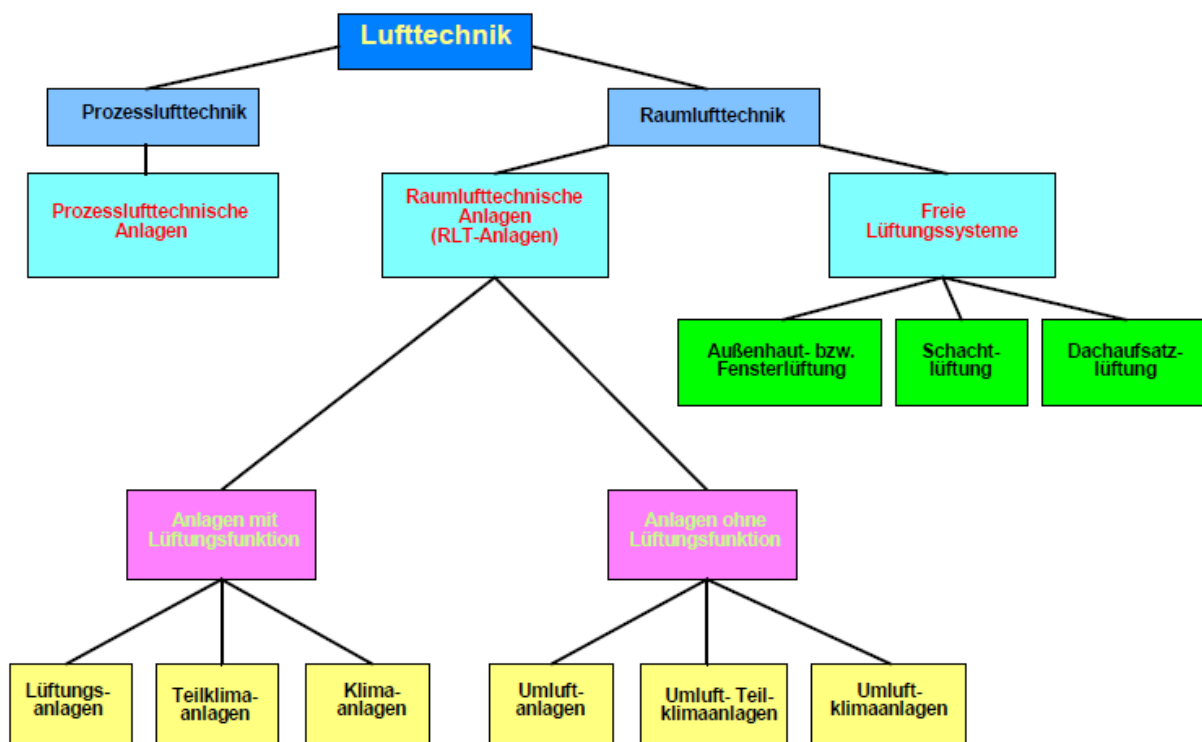 Lufttechnik
Prozesslufttechnik
Raumlufttechnik
Prozesslufttechnische
Anlagen
Raumlufttechnische
Anlagen
(RLT-Anlagen)
Freie
Lüftungssysteme
Außenhaut- bzw.
Fensterlüftung
Schacht-
lüftung
Dachaufsatz-
lüftung
Anlagen mit
Lüftungsfunktion
Anlagen ohne
Lüftungsfunktion
Lüftungs-
anlagen
Teilklima-
anlagen
Klima-
anlagen
Umluft-
anlagen
Umluft- Teil-
klimaanlagen
Umluft-
klimaanlagen